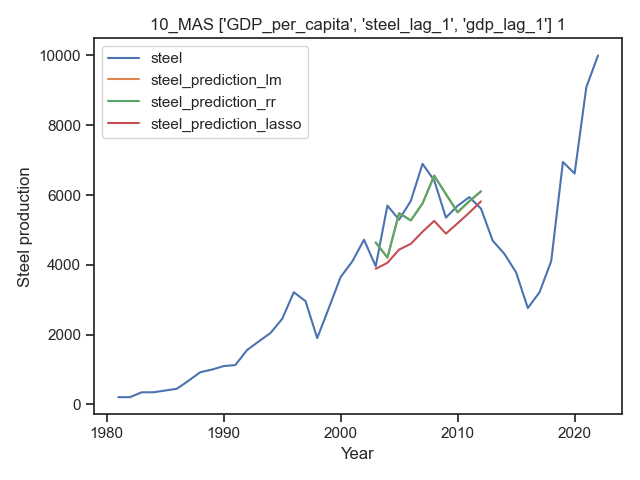 10_MAS ['GDP_per_capita', 'steel_lag_1', 'gdp_lag_1'] 1
steel
steel_prediction_lm
steel_prediction_rr
steel_prediction_lasso
Steel production
10000
8000
6000
4000
2000
0
1980
1990
2000
2010
2020
Year